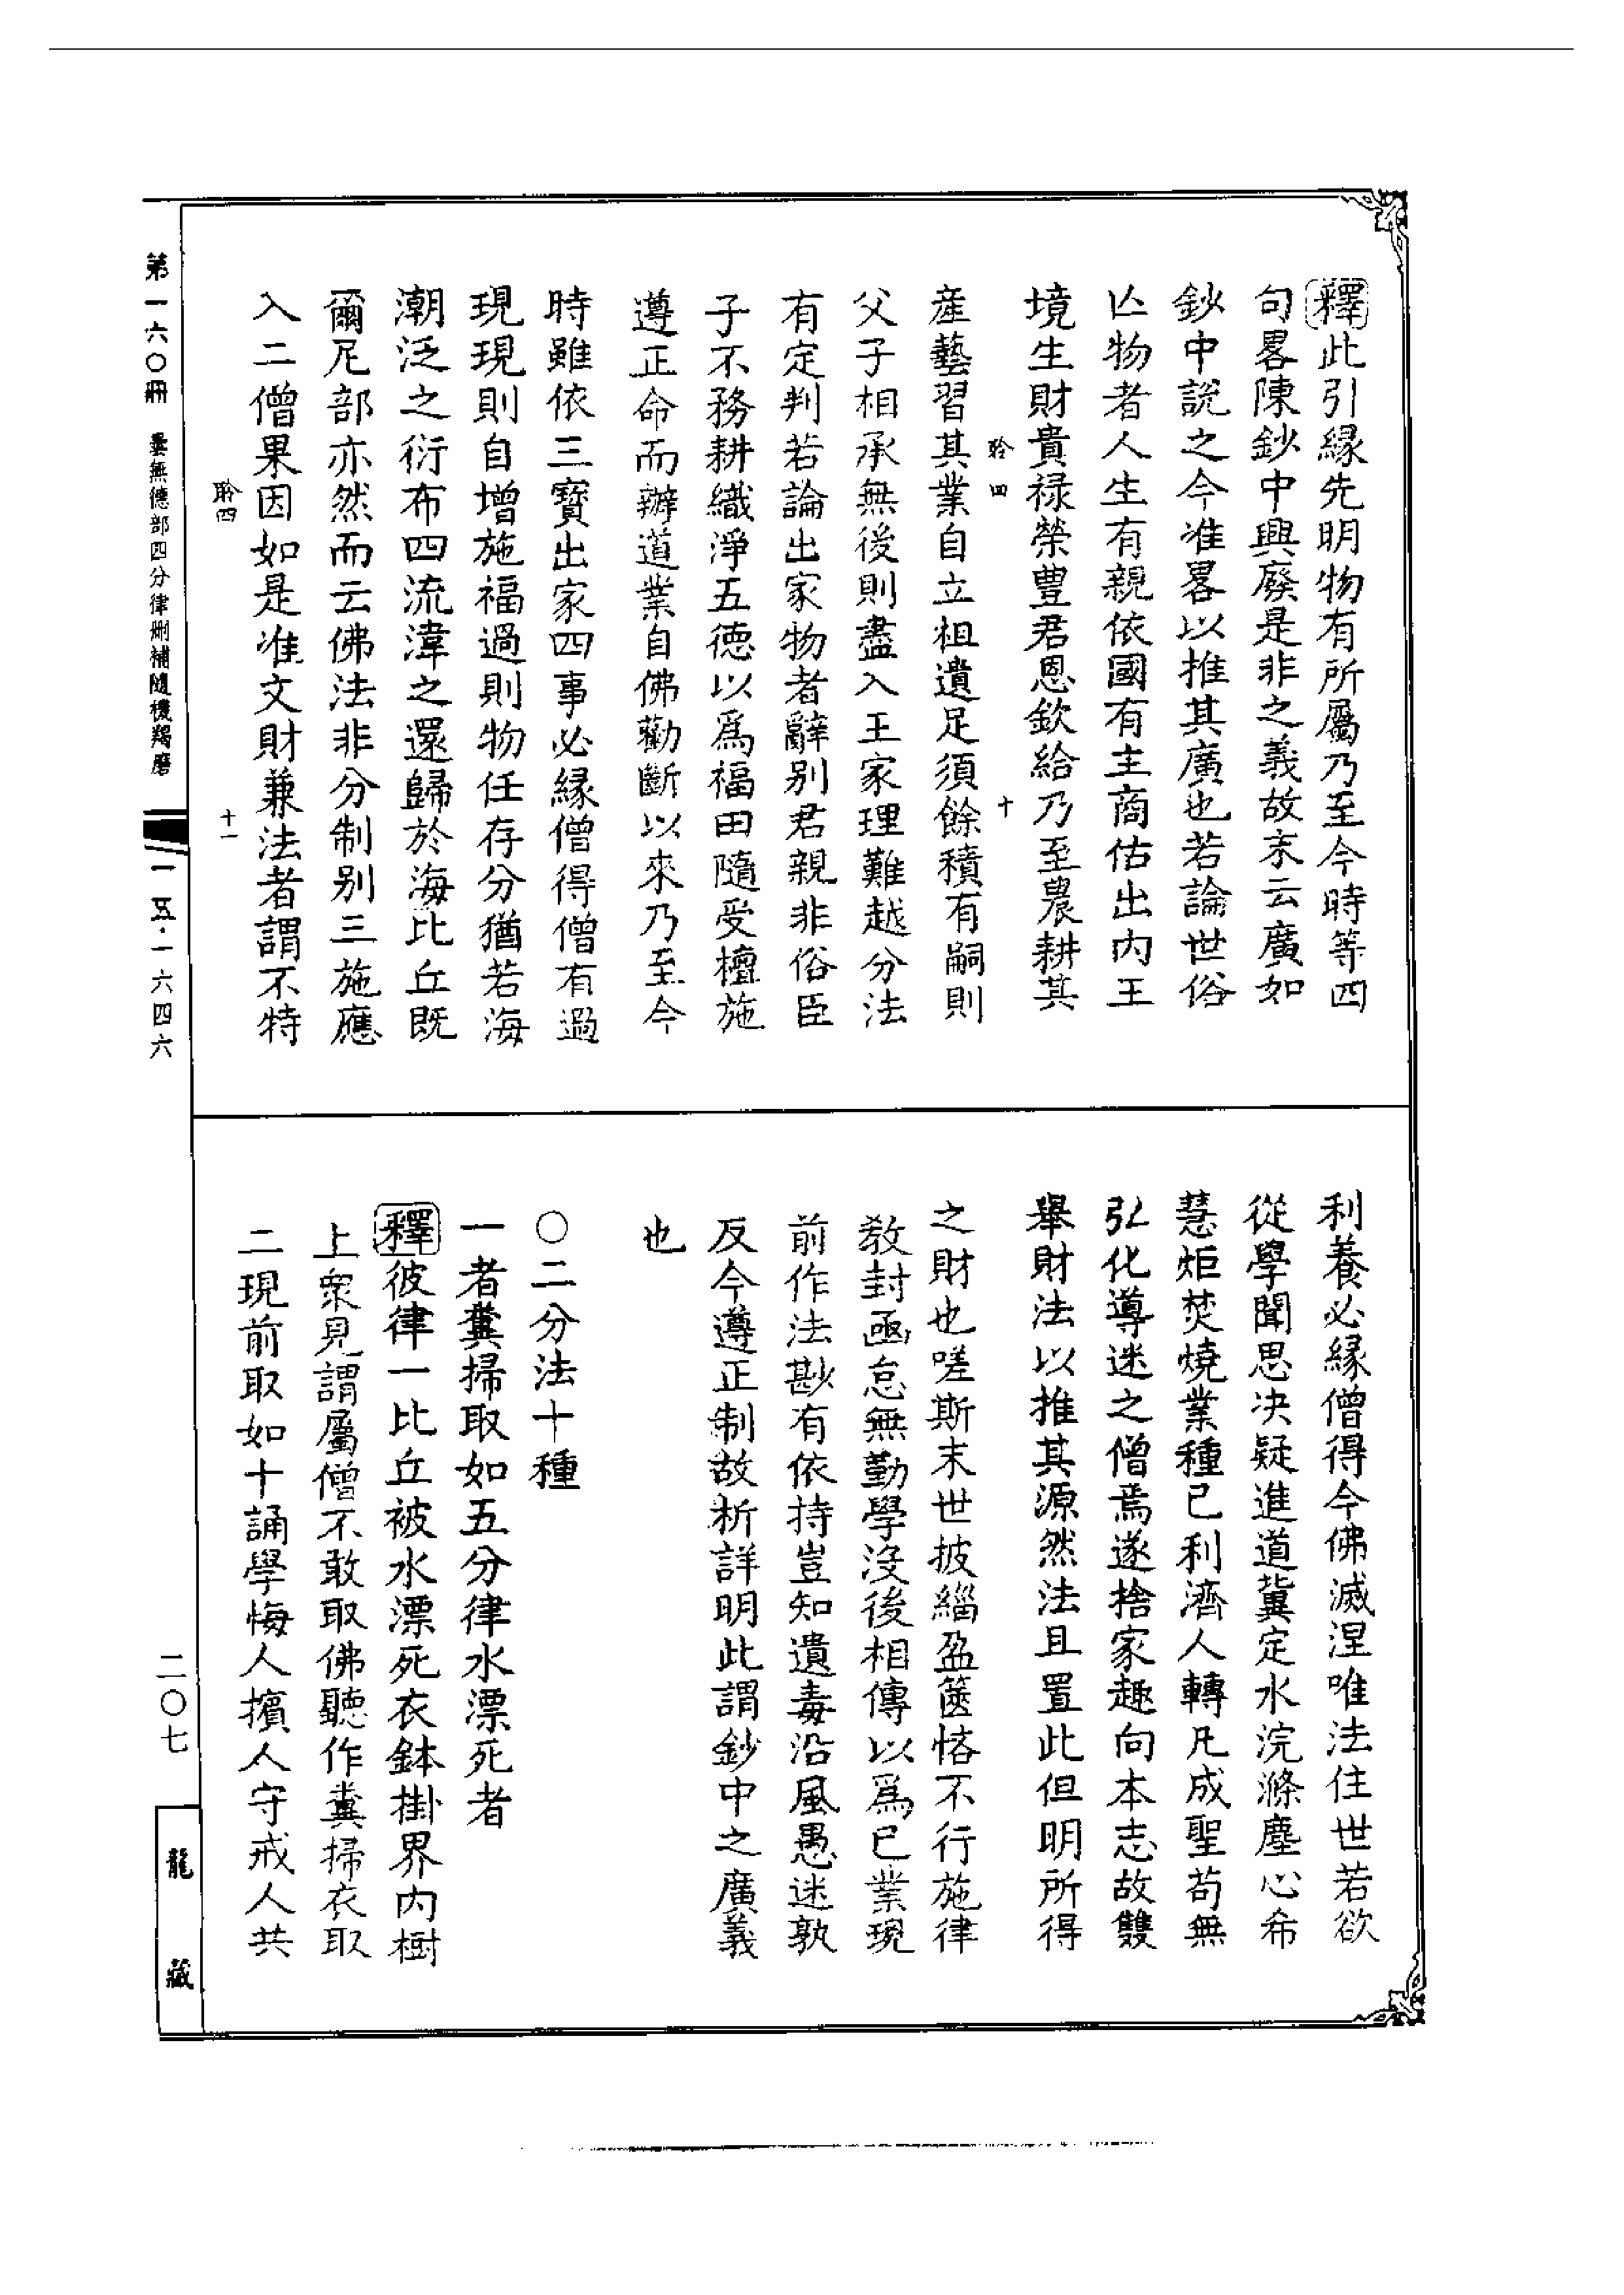 釋此引緣先明物有所屬乃至今時等四
句畧陳鈔中興廢是非之義故末云廣如
鈔中說之今准畧以推其廣也若論世俗
亾物者人生有親依國有主商估出內王
境生財貴祿榮豐君恩欽給乃至農耕其
聆四 十
産藝習其業自立祖遺足須餘積有嗣則
父子相承無後則盡入王家理難越分法
有定判若論出家物者辭別君親非俗臣
子不務耕織淨五德以爲福田隨受檀施
遵正命而辦道業自佛勸斷以來乃至今
時雖依三寶出家四事必緣僧得僧有過
現現則自增施福過則物任存分猶若海
潮泛之衍布四流湋之還歸於海比丘既
爾尼部亦然而云佛法非分制別三施應
入二僧果因如是准文財兼法者謂不特
聆四 十一
利養必緣僧得今佛滅涅唯法住世若欲
從學聞思決疑進道冀定水浣滌塵心希
慧炬焚燒業種已利濟人轉凡成聖苟無
弘化導迷之僧焉遂捨家趣向本志故雙
舉財法以推其源然法且置此但明所得
之財也嗟斯末世披緇盈篋悋不行施律
教封函怠無勤學沒後相傳以爲已業現
前作法尠有依持豈知遺毒沿風愚迷孰
反今遵正制故析詳明此謂鈔中之廣義
也
○二分法十種
一者糞掃取如五分律水漂死者
釋彼律一比丘被水漂死衣鉢掛界內樹
上衆見謂屬僧不敢取佛聽作糞掃衣取
二現前取如十誦學悔人擯人守戒人共
第一六〇冊 曇無德部四分律刪補隨機羯磨
一五·一六四六
二〇七
龍藏